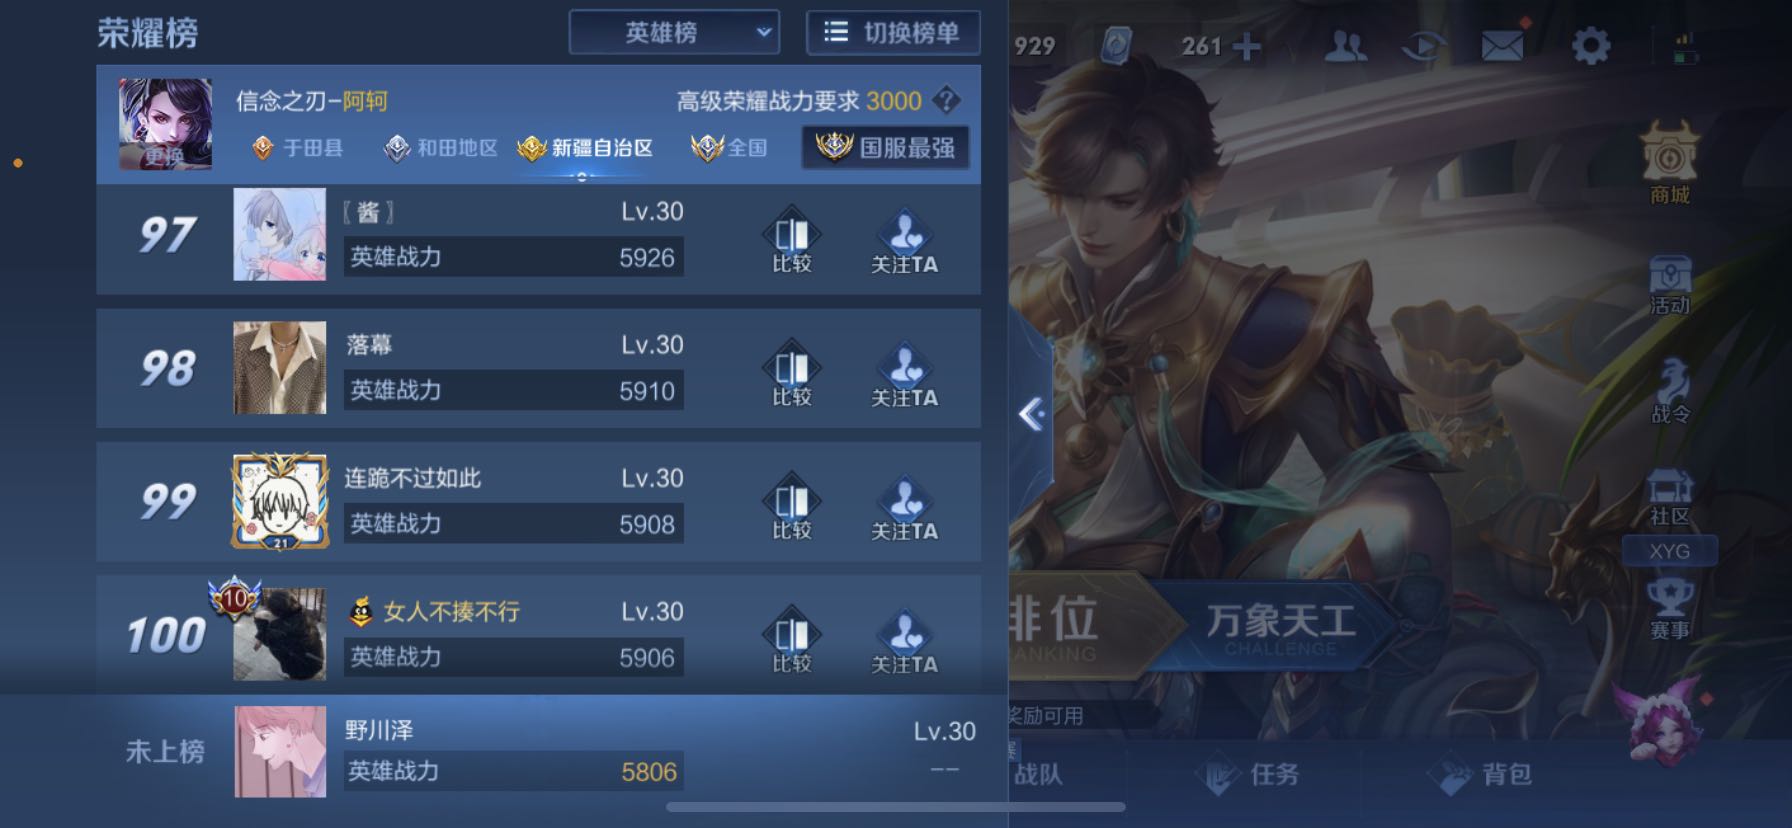 荣耀榜
英雄榜
切换榜单
929
261
信念之刃-阿轲
高级荣耀战力要求 3000 ?
更换
于田县
和田地区
新疆自治区
全国
国服最强
97
〖酱〗
Lv.30
英雄战力
5926
比较
关注TA
98
落幕
Lv.30
英雄战力
5910
比较
关注TA
99
21
连跪不过如此
Lv.30
英雄战力
5908
比较
关注TA
100
10
女人不揍不行
Lv.30
英雄战力
5906
比较
关注TA
未上榜
野川泽
Lv.30
英雄战力
5806
--
商城
活动
战令
社区
XYG
赛事
排位
RANKING
万象天工
CHALLENGE
奖励可用
战队
任务
背包